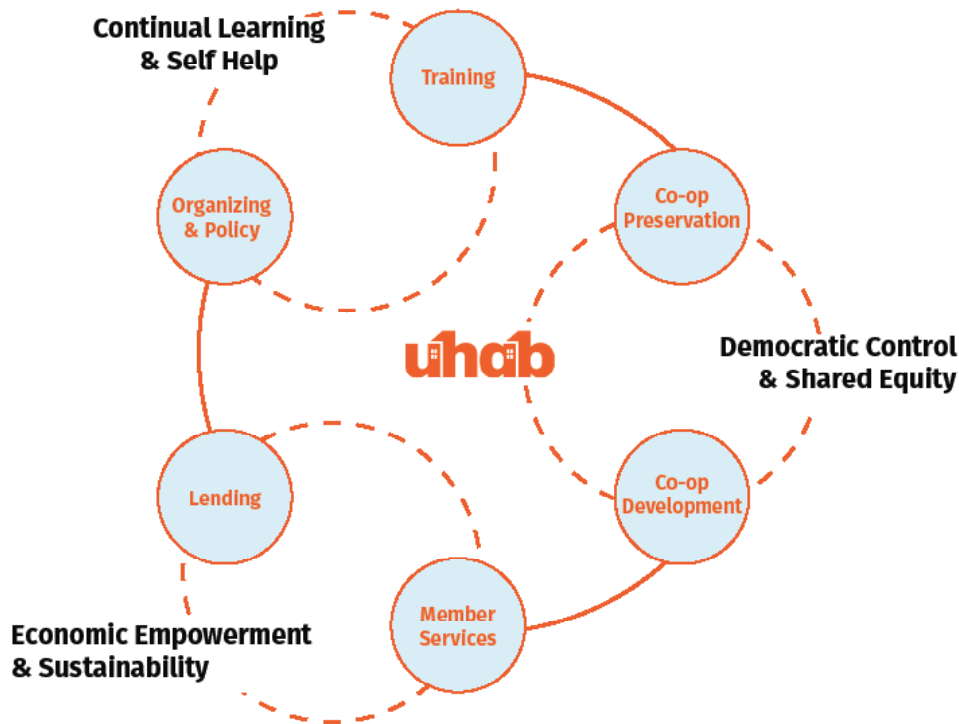 Continual Learning
& Self Help
Training
Organizing
& Policy
Co-op
Preservation
uhab
Democratic Control
& Shared Equity
Lending
Co-op
Development
Member
Services
Economic Empowerment
& Sustainability